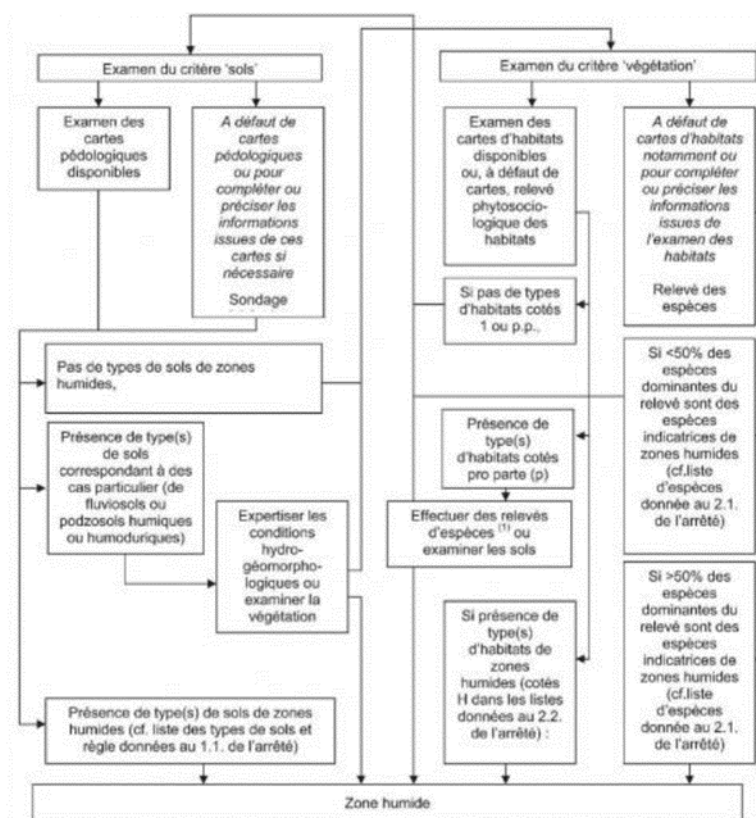 Examen du critère 'sols'
Examen des
cartes
pédologiques
disponibles
A défaut de
cartes
pédologiques
ou pour
compléter ou
préciser les
informations
issues de ces
cartes si
nécessaire
Sondage
Pas de types de sols de zones
humides,
Présence de type(s)
de sols
correspondant à des
cas particulier (de
fluviosols ou
podzosols humiques
ou humoduriques)
Expertiser les
conditions
hydro-
géomorpho-
logiques ou
examiner la
végétation
Présence de type(s) de sols de zones
humides (cf. liste des types de sols et
règle données au 1.1. de l'arrêté)
Examen du critère 'végétation'
Examen des
cartes d'habitats
disponibles
ou, à défaut de
cartes, relevé
phytosocio-
logique des
habitats
Si pas de types
d'habitats cotés
1 ou p.p.,
Présence de
type(s)
d'habitats cotés
pro parte (p)
Effectuer des relevés
d'espèces (1) ou
examiner les sols
Si présence de
type(s)
d'habitats de
zones
humides (cotés
H dans les listes
données au 2.2.
de l'arrêté) :
A défaut de
cartes d'habitats
notamment ou
pour compléter
ou préciser les
informations
issues de
l'examen des
habitats
Relevé des
espèces
Si <50% des
espèces
dominantes du
relevé sont des
espèces
indicatrices de
zones humides
(cf.liste
d'espèces
donnée au 2.1.
de l'arrêté)
Si >50% des
espèces
dominantes du
relevé sont des
espèces
indicatrices de
zones humides
(cf.liste
d'espèces
donnée au 2.1.
de l'arrêté)
Zone humide